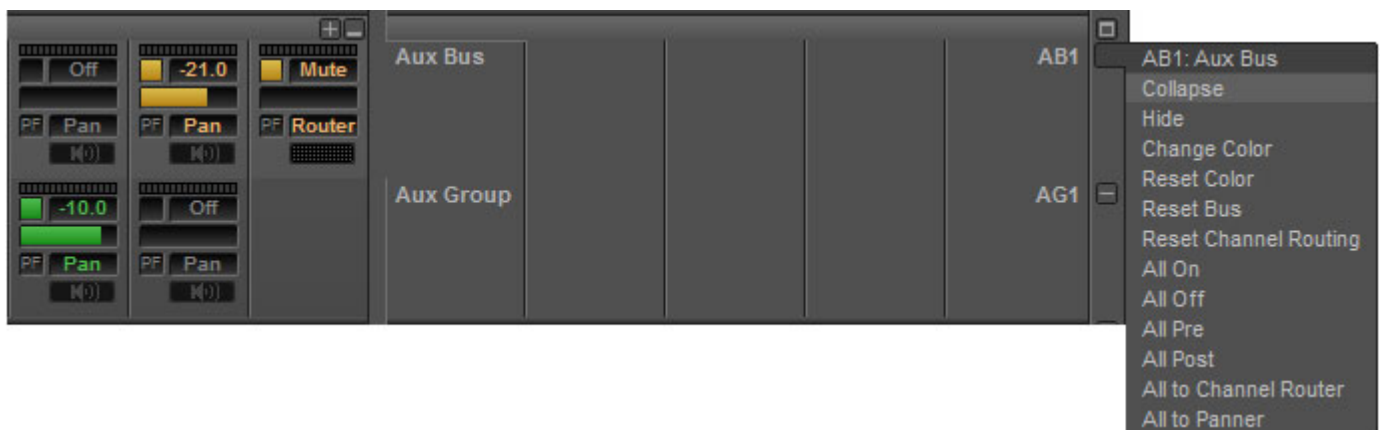 Off -21.0 Mute
PF Pan PF Pan PF Router
-10.0 Off
PF Pan PF Pan
Aux Bus AB1
Aux Group AG1
AB1: Aux Bus
Collapse
Hide
Change Color
Reset Color
Reset Bus
Reset Channel Routing
All On
All Off
All Pre
All Post
All to Channel Router
All to Panner